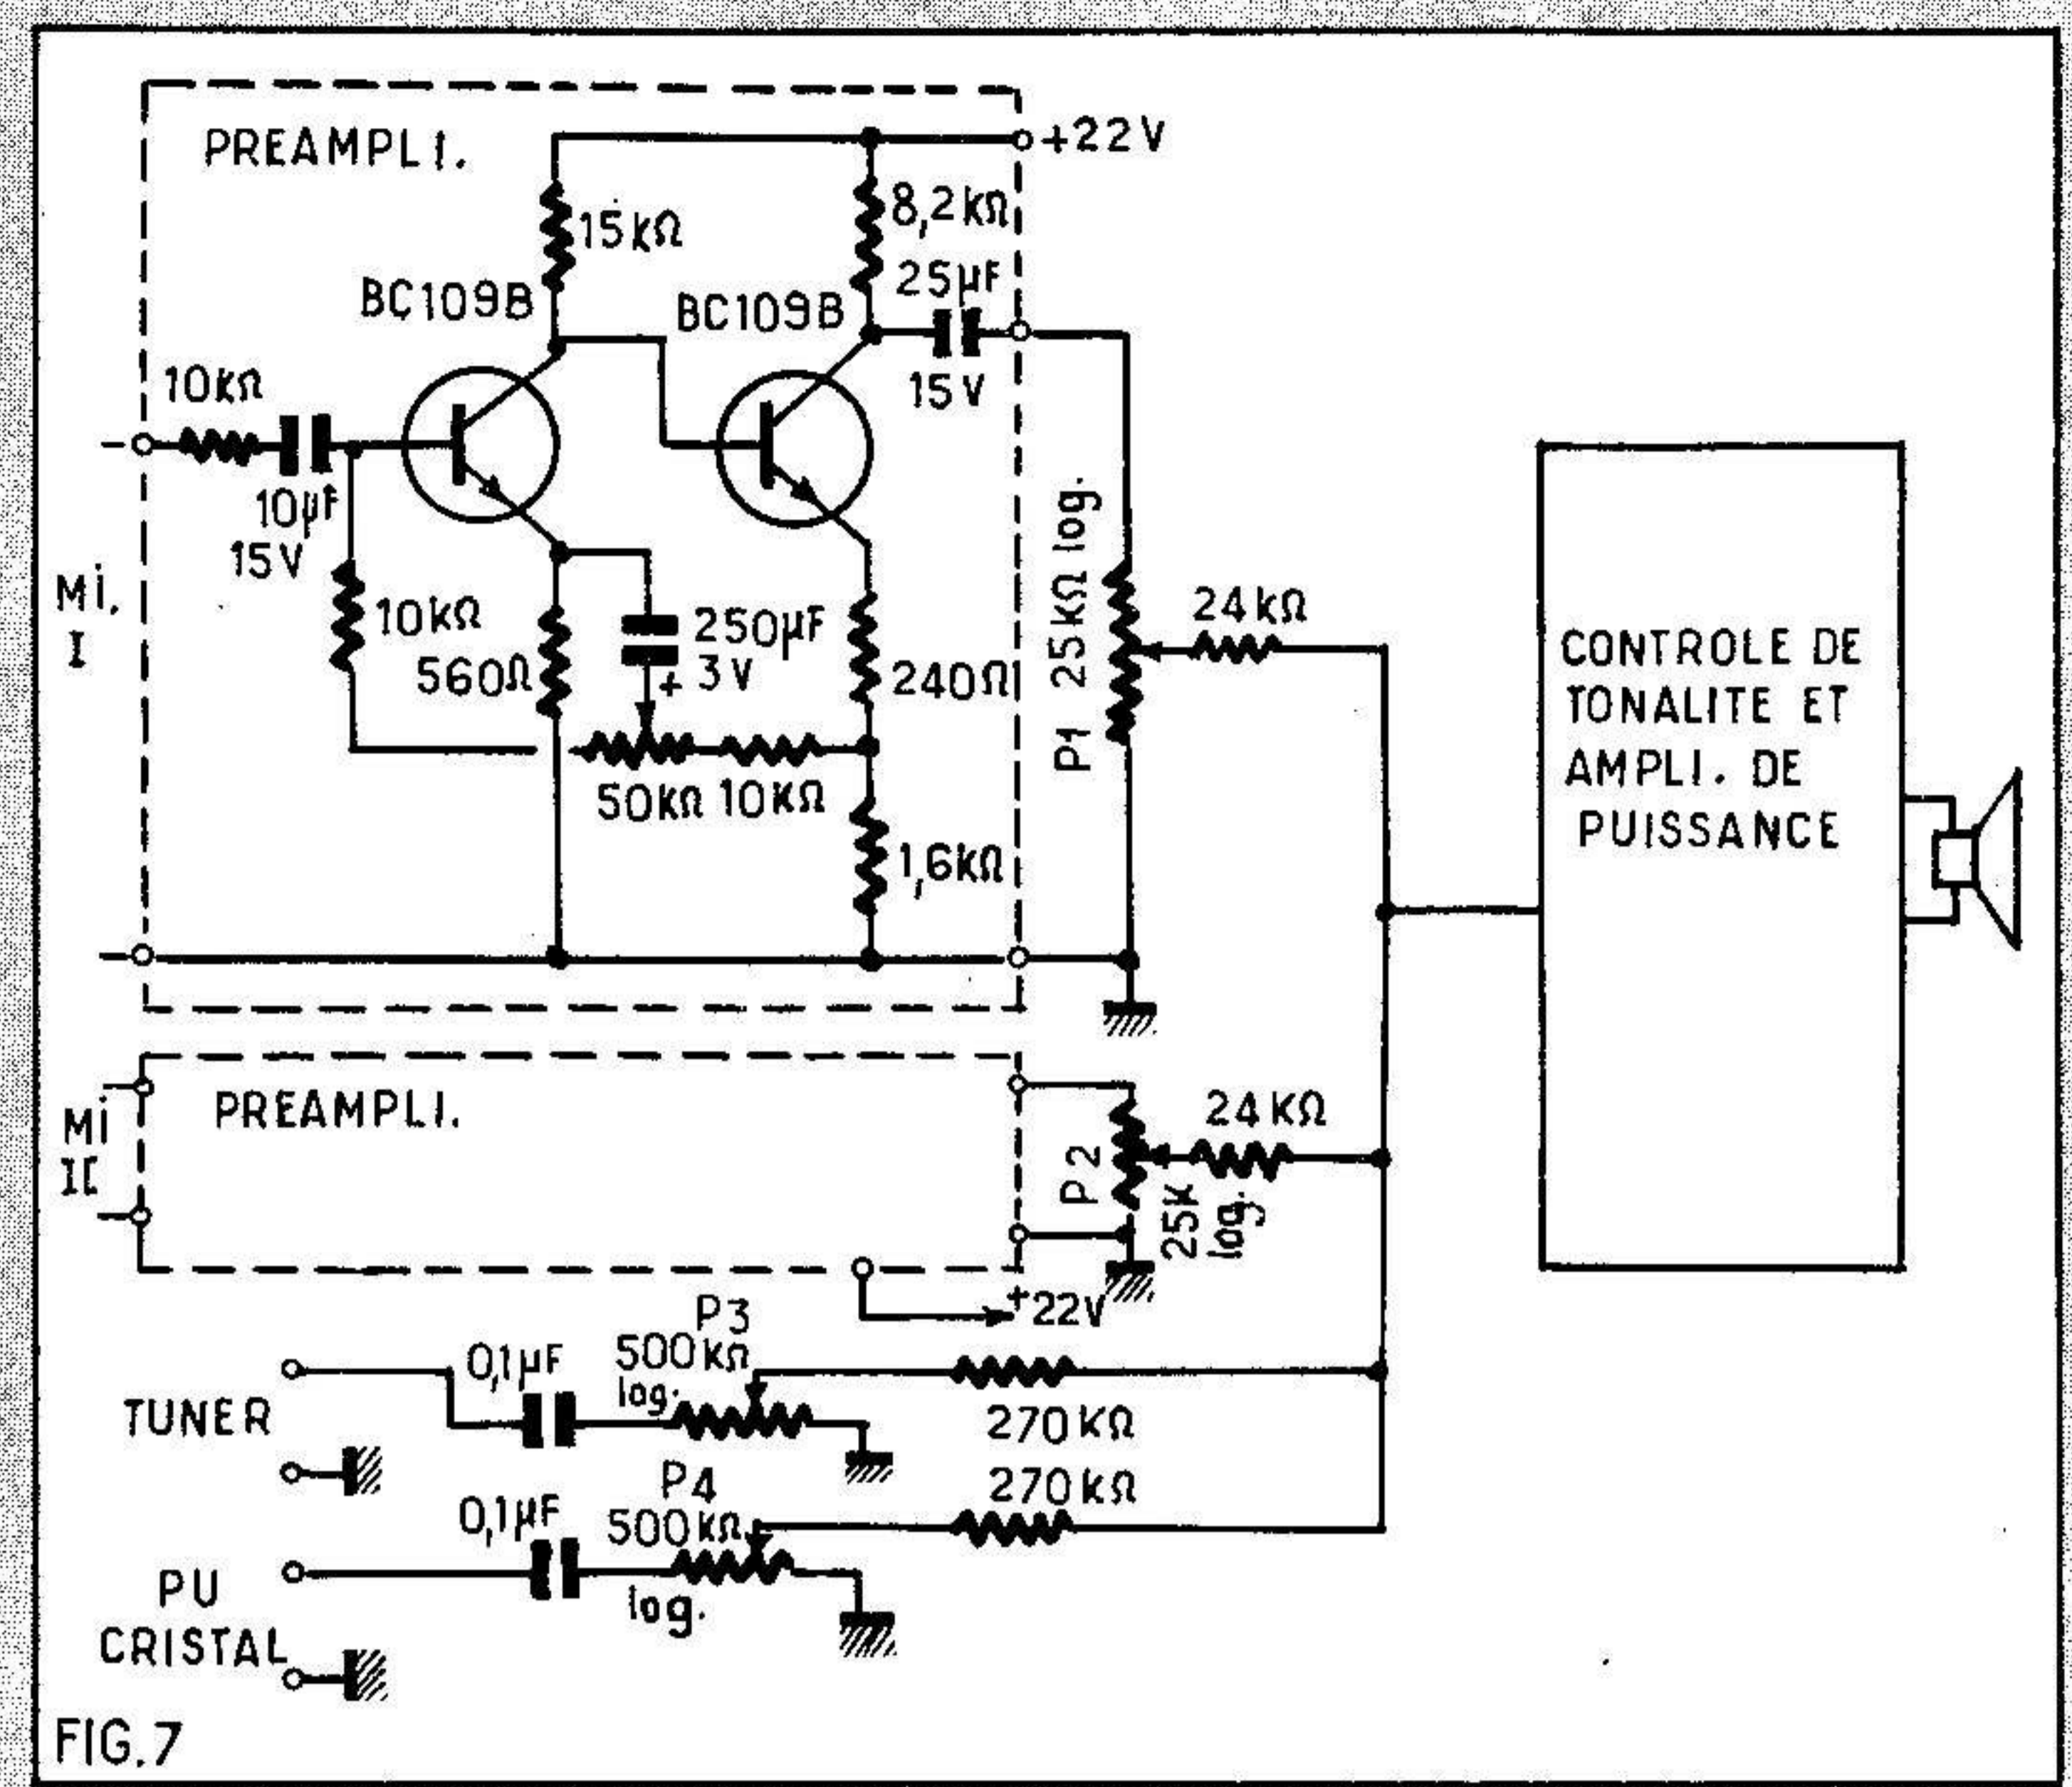 PREAMPLI.
+22V
15kΩ
8,2kΩ
25µF
15V
BC109B
BC109B
10kΩ
10µF
15V
Mi.
I
10kΩ
560Ω
250µF
+ 3V
240Ω
50kΩ 10kΩ
1,6kΩ
P1 25kΩ log.
24kΩ
CONTROLE DE
TONALITE ET
AMPLI. DE
PUISSANCE
Mi
II
PREAMPLI.
P2
25K
log.
24KΩ
+22V
TUNER
0,1µF
P3
500kΩ
log.
270KΩ
PU
CRISTAL
0,1µF
P4
500kΩ
log.
270kΩ
FIG.7